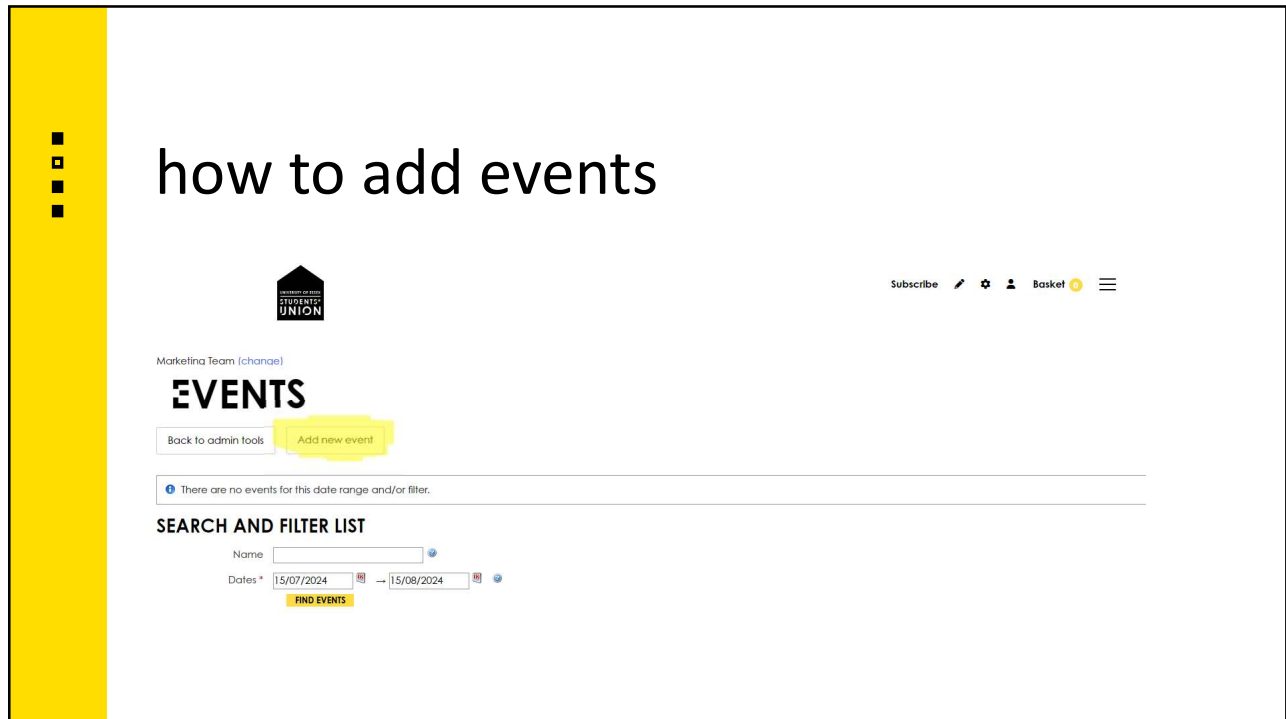 how to add events
UNIVERSITY OF ESSEX
STUDENTS'
UNION
Subscribe Basket 0
Marketing Team (change)
EVENTS
Back to admin tools Add new event
There are no events for this date range and/or filter.
SEARCH AND FILTER LIST
Name
Dates * 15/07/2024 → 15/08/2024
FIND EVENTS